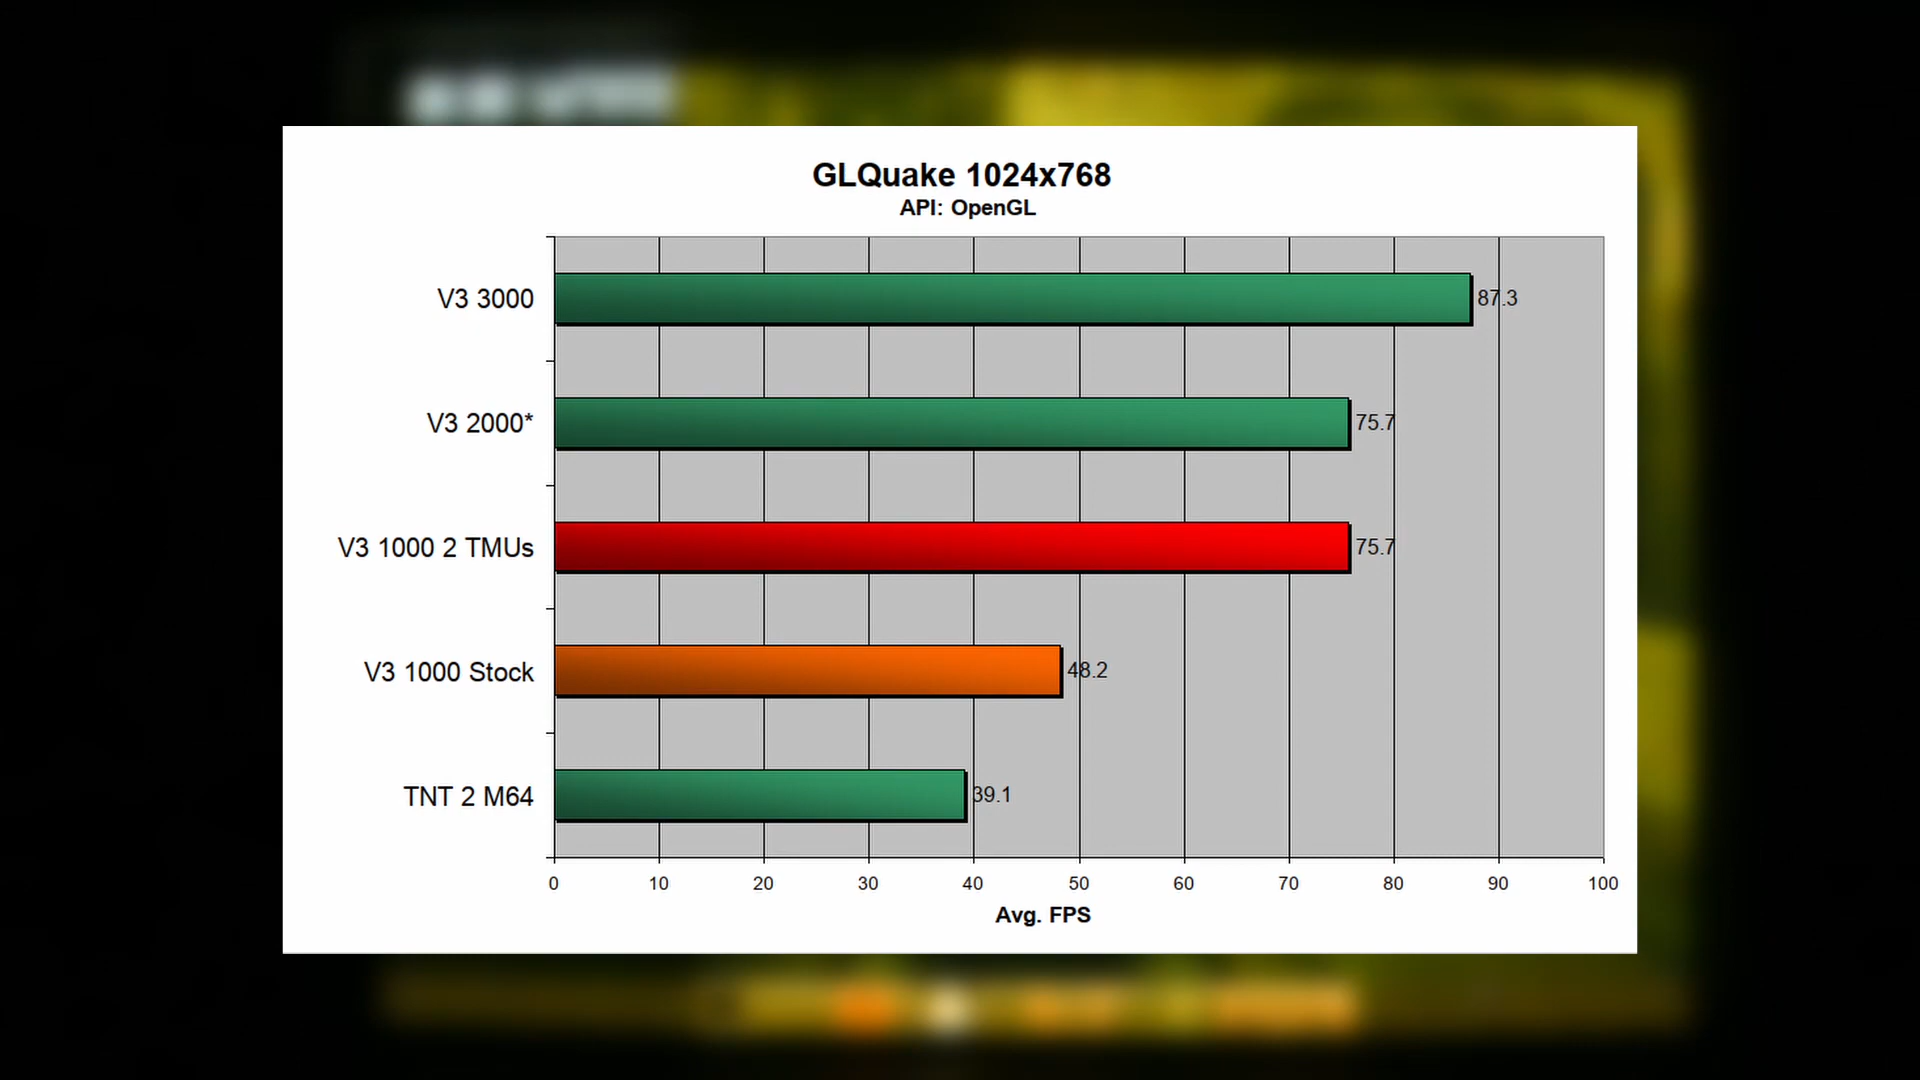 GLQuake 1024x768
API: OpenGL
V3 3000
87.3
V3 2000*
75.7
V3 1000 2 TMUs
75.7
V3 1000 Stock
48.2
TNT 2 M64
39.1
0 10 20 30 40 50 60 70 80 90 100
Avg. FPS